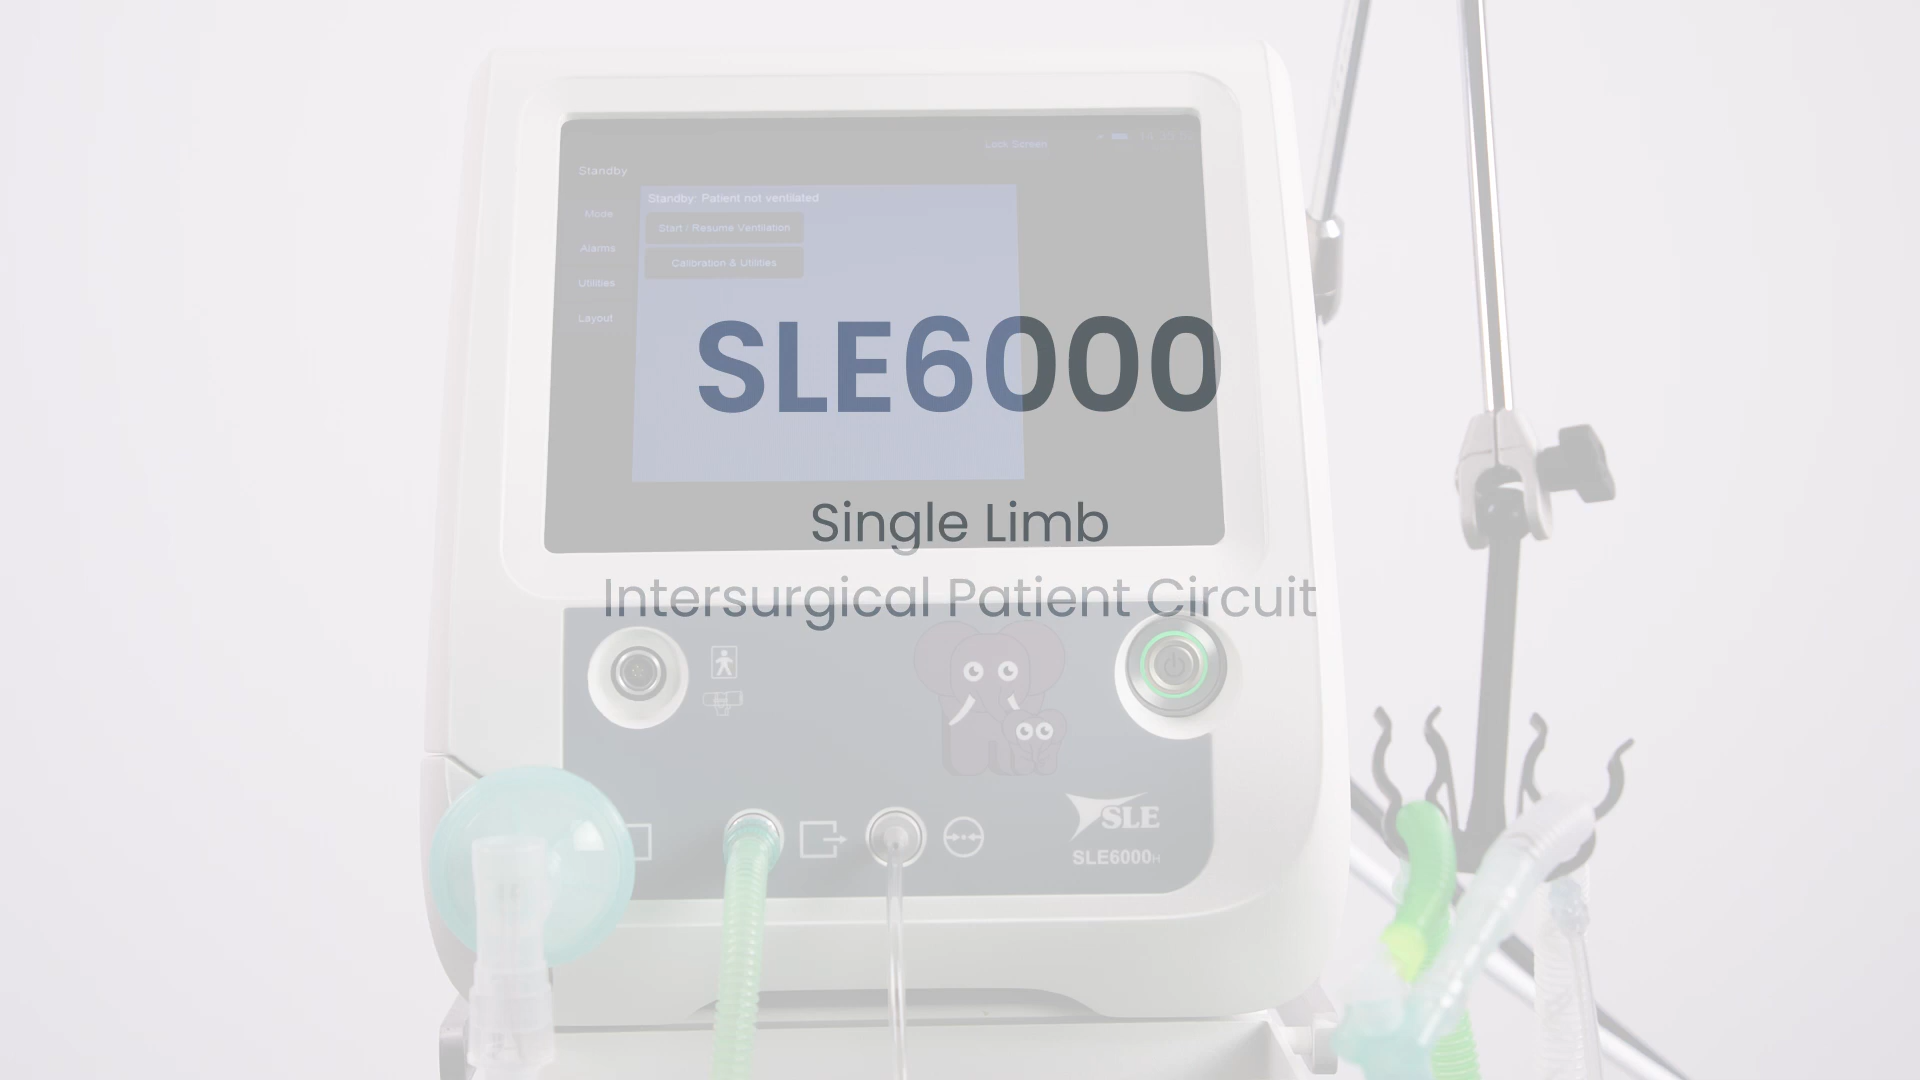 Lock Screen
Standby
Standby: Patient not ventilated
Mode
Start / Resume Ventilation
Alarms
Calibration & Utilities
Utilities
Layout
SLE6000
Single Limb
Intersurgical Patient Circuit
SLE
SLE6000H